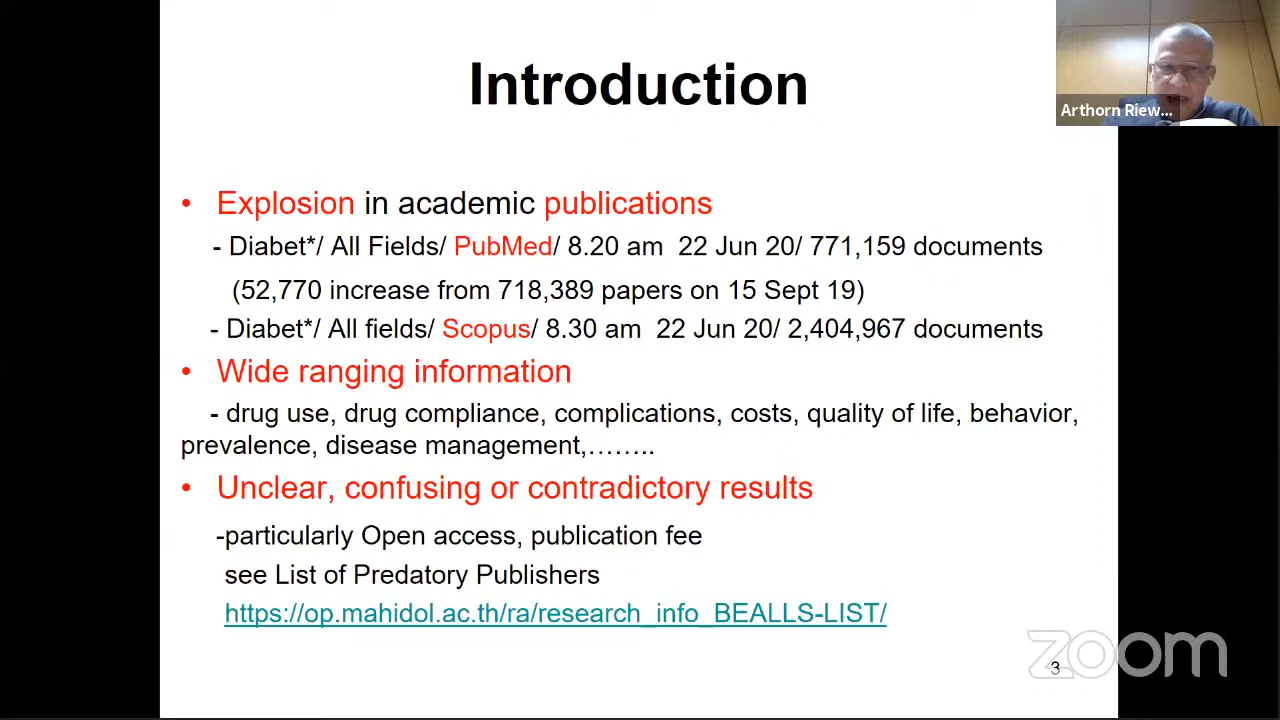 Introduction
Arthorn Riew...
• Explosion in academic publications
- Diabet*/ All Fields/ PubMed/ 8.20 am 22 Jun 20/ 771,159 documents
(52,770 increase from 718,389 papers on 15 Sept 19)
- Diabet*/ All fields/ Scopus/ 8.30 am 22 Jun 20/ 2,404,967 documents
• Wide ranging information
- drug use, drug compliance, complications, costs, quality of life, behavior,
prevalence, disease management,……..
• Unclear, confusing or contradictory results
-particularly Open access, publication fee
see List of Predatory Publishers
https://op.mahidol.ac.th/ra/research_info_BEALLS-LIST/
zoom
3